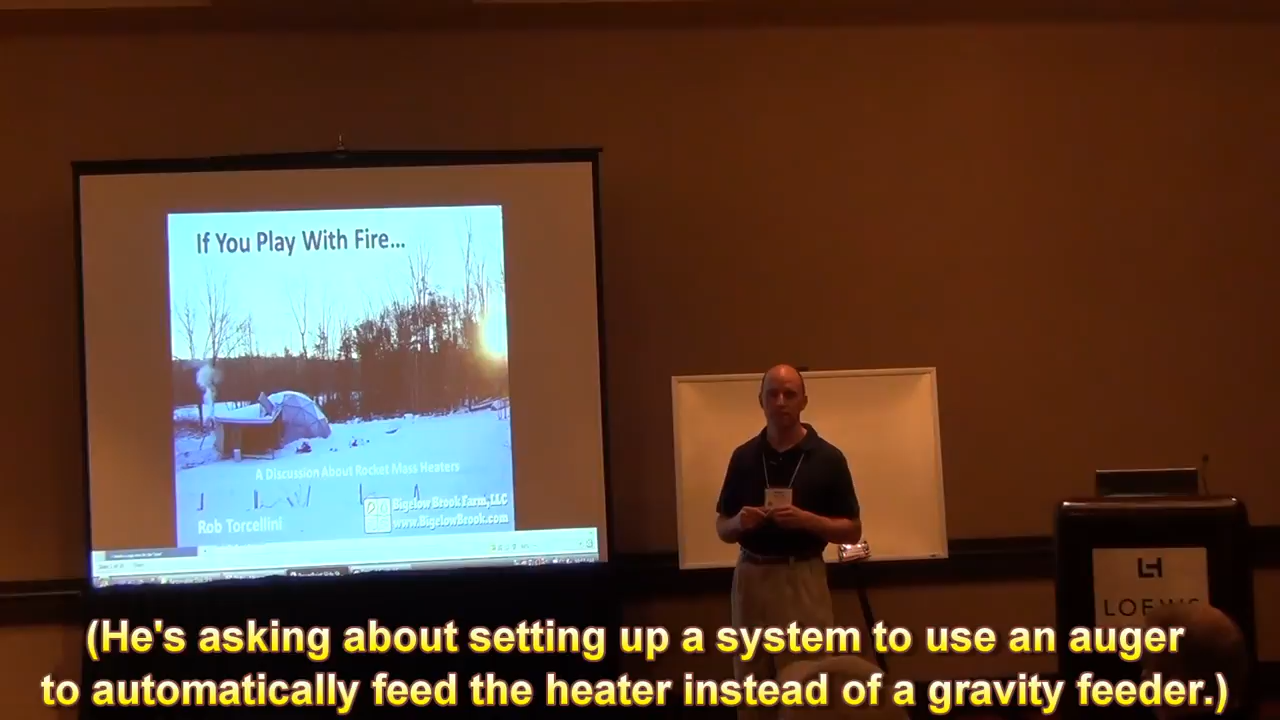 If You Play With Fire...
A Discussion About Rocket Mass Heaters
Bigelow Brook Farm, LLC
www.BigelowBrook.com
Rob Torcellini
LOEWS
(He's asking about setting up a system to use an auger
to automatically feed the heater instead of a gravity feeder.)